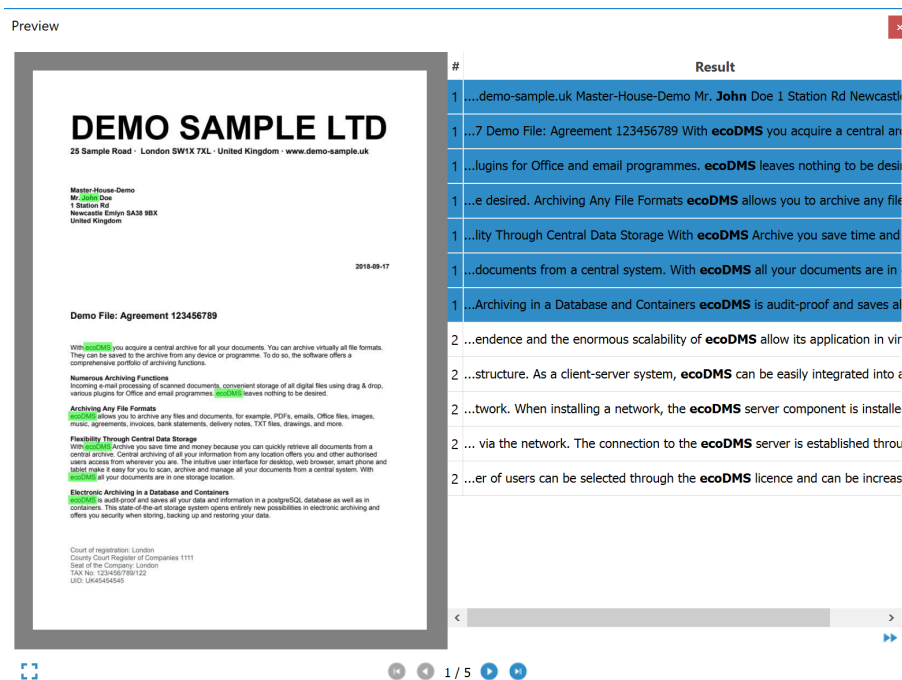 Preview
DEMO SAMPLE LTD
25 Sample Road · London SW1X 7XL · United Kingdom · www.demo-sample.uk
Master-House-Demo
Mr. John Doe
1 Station Rd
Newcastle Emlyn SA38 9BX
United Kingdom
2018-09-17
Demo File: Agreement 123456789
With ecoDMS you acquire a central archive for all your documents. You can archive virtually all file formats.
They can be saved to the archive from any device or programme. To do so, the software offers a
comprehensive portfolio of archiving functions.
Numerous Archiving Functions
Incoming e-mail processing of scanned documents, convenient storage of all digital files using drag & drop,
various plugins for Office and email programmes. ecoDMS leaves nothing to be desired.
Archiving Any File Formats
ecoDMS allows you to archive any files and documents, for example, PDFs, emails, Office files, images,
music, agreements, invoices, bank statements, delivery notes, TXT files, drawings, and more.
Flexibility Through Central Data Storage
With ecoDMS Archive you save time and money because you can quickly retrieve all documents from a
central archive. Central archiving of all your information from any location offers you and other authorised
users access from wherever you are. The intuitive user interface for desktop, web browser, smart phone and
tablet make it easy for you to scan, archive and manage all your documents from a central system. With
ecoDMS all your documents are in one storage location.
Electronic Archiving in a Database and Containers
ecoDMS is audit-proof and saves all your data and information in a postgreSQL database as well as in
containers. This state-of-the-art storage system opens entirely new possibilities in electronic archiving and
offers you security when storing, backing up and restoring your data.
Court of registration: London
County Court Register of Companies 1111
Seat of the Company: London
TAX No: 123/456/789/122
UID: UK45454545
# Result
1 ....demo-sample.uk Master-House-Demo Mr. John Doe 1 Station Rd Newcastle
1 ...7 Demo File: Agreement 123456789 With ecoDMS you acquire a central arc
1 ...lugins for Office and email programmes. ecoDMS leaves nothing to be desi
1 ...e desired. Archiving Any File Formats ecoDMS allows you to archive any file
1 ...lity Through Central Data Storage With ecoDMS Archive you save time and
1 ...documents from a central system. With ecoDMS all your documents are in
1 ...Archiving in a Database and Containers ecoDMS is audit-proof and saves al
2 ...endence and the enormous scalability of ecoDMS allow its application in vir
2 ...structure. As a client-server system, ecoDMS can be easily integrated into a
2 ...twork. When installing a network, the ecoDMS server component is installe
2 ... via the network. The connection to the ecoDMS server is established throu
2 ...er of users can be selected through the ecoDMS licence and can be increas
1 / 5